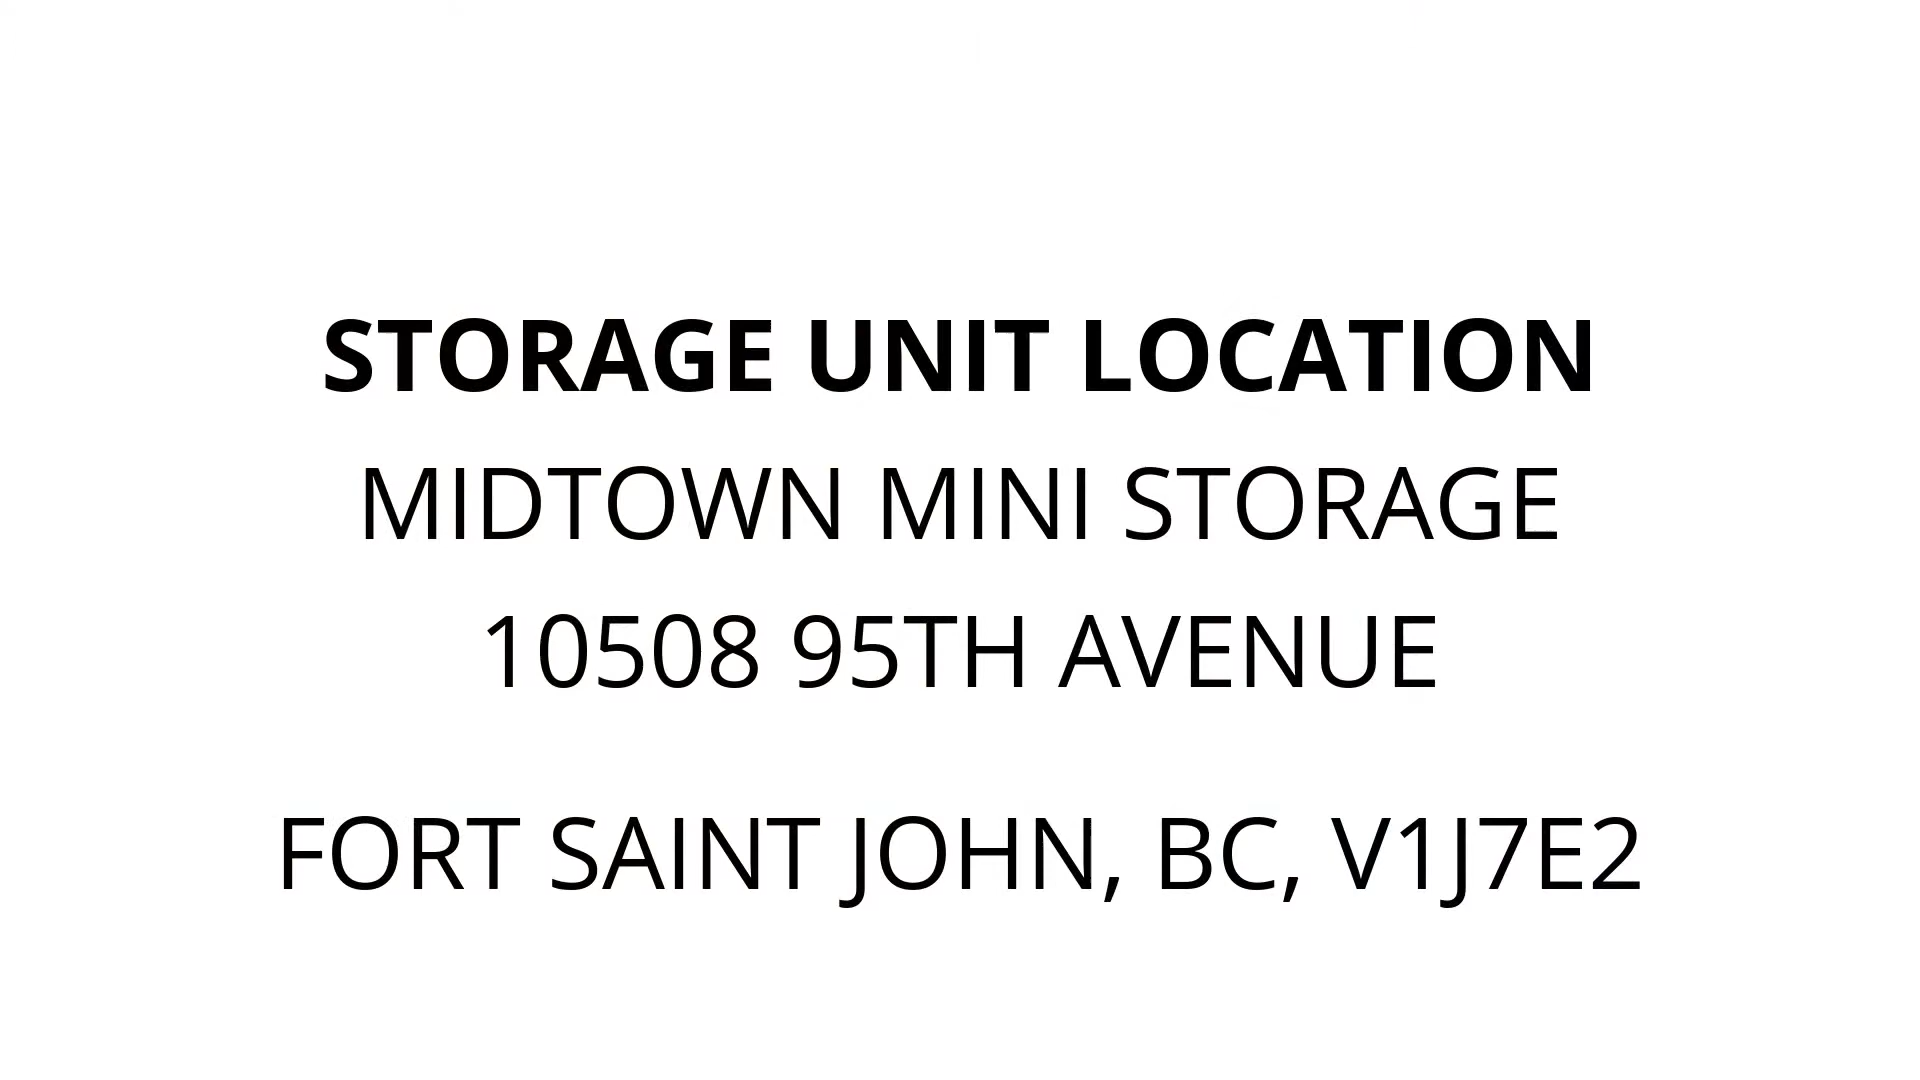 STORAGE UNIT LOCATION
MIDTOWN MINI STORAGE
10508 95TH AVENUE
FORT SAINT JOHN, BC, V1J7E2